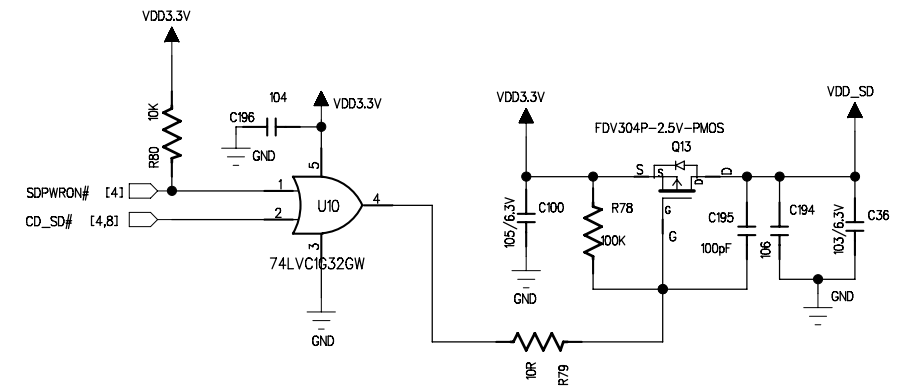 VDD3.3V
10K
R80
C196
104
VDD3.3V
GND
SDPWRON# [4]
CD_SD# [4,8]
1
2
5
U10
4
3
74LVC1G32GW
GND
VDD3.3V
FDV304P-2.5V-PMOS
Q13
VDD_SD
S
S
D
D
G
G
105/6.3V
C100
GND
R78
100K
C195
100pF
C194
106
103/6.3V
C36
GND
10R
R79